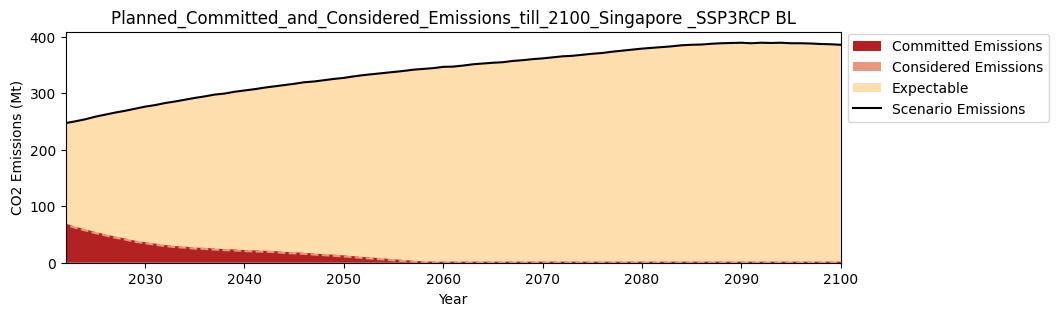 Planned_Committed_and_Considered_Emissions_till_2100_Singapore _SSP3RCP BL
CO2 Emissions (Mt)
400
300
200
100
0
2030 2040 2050 2060 2070 2080 2090 2100
Year
Committed Emissions
Considered Emissions
Expectable
Scenario Emissions